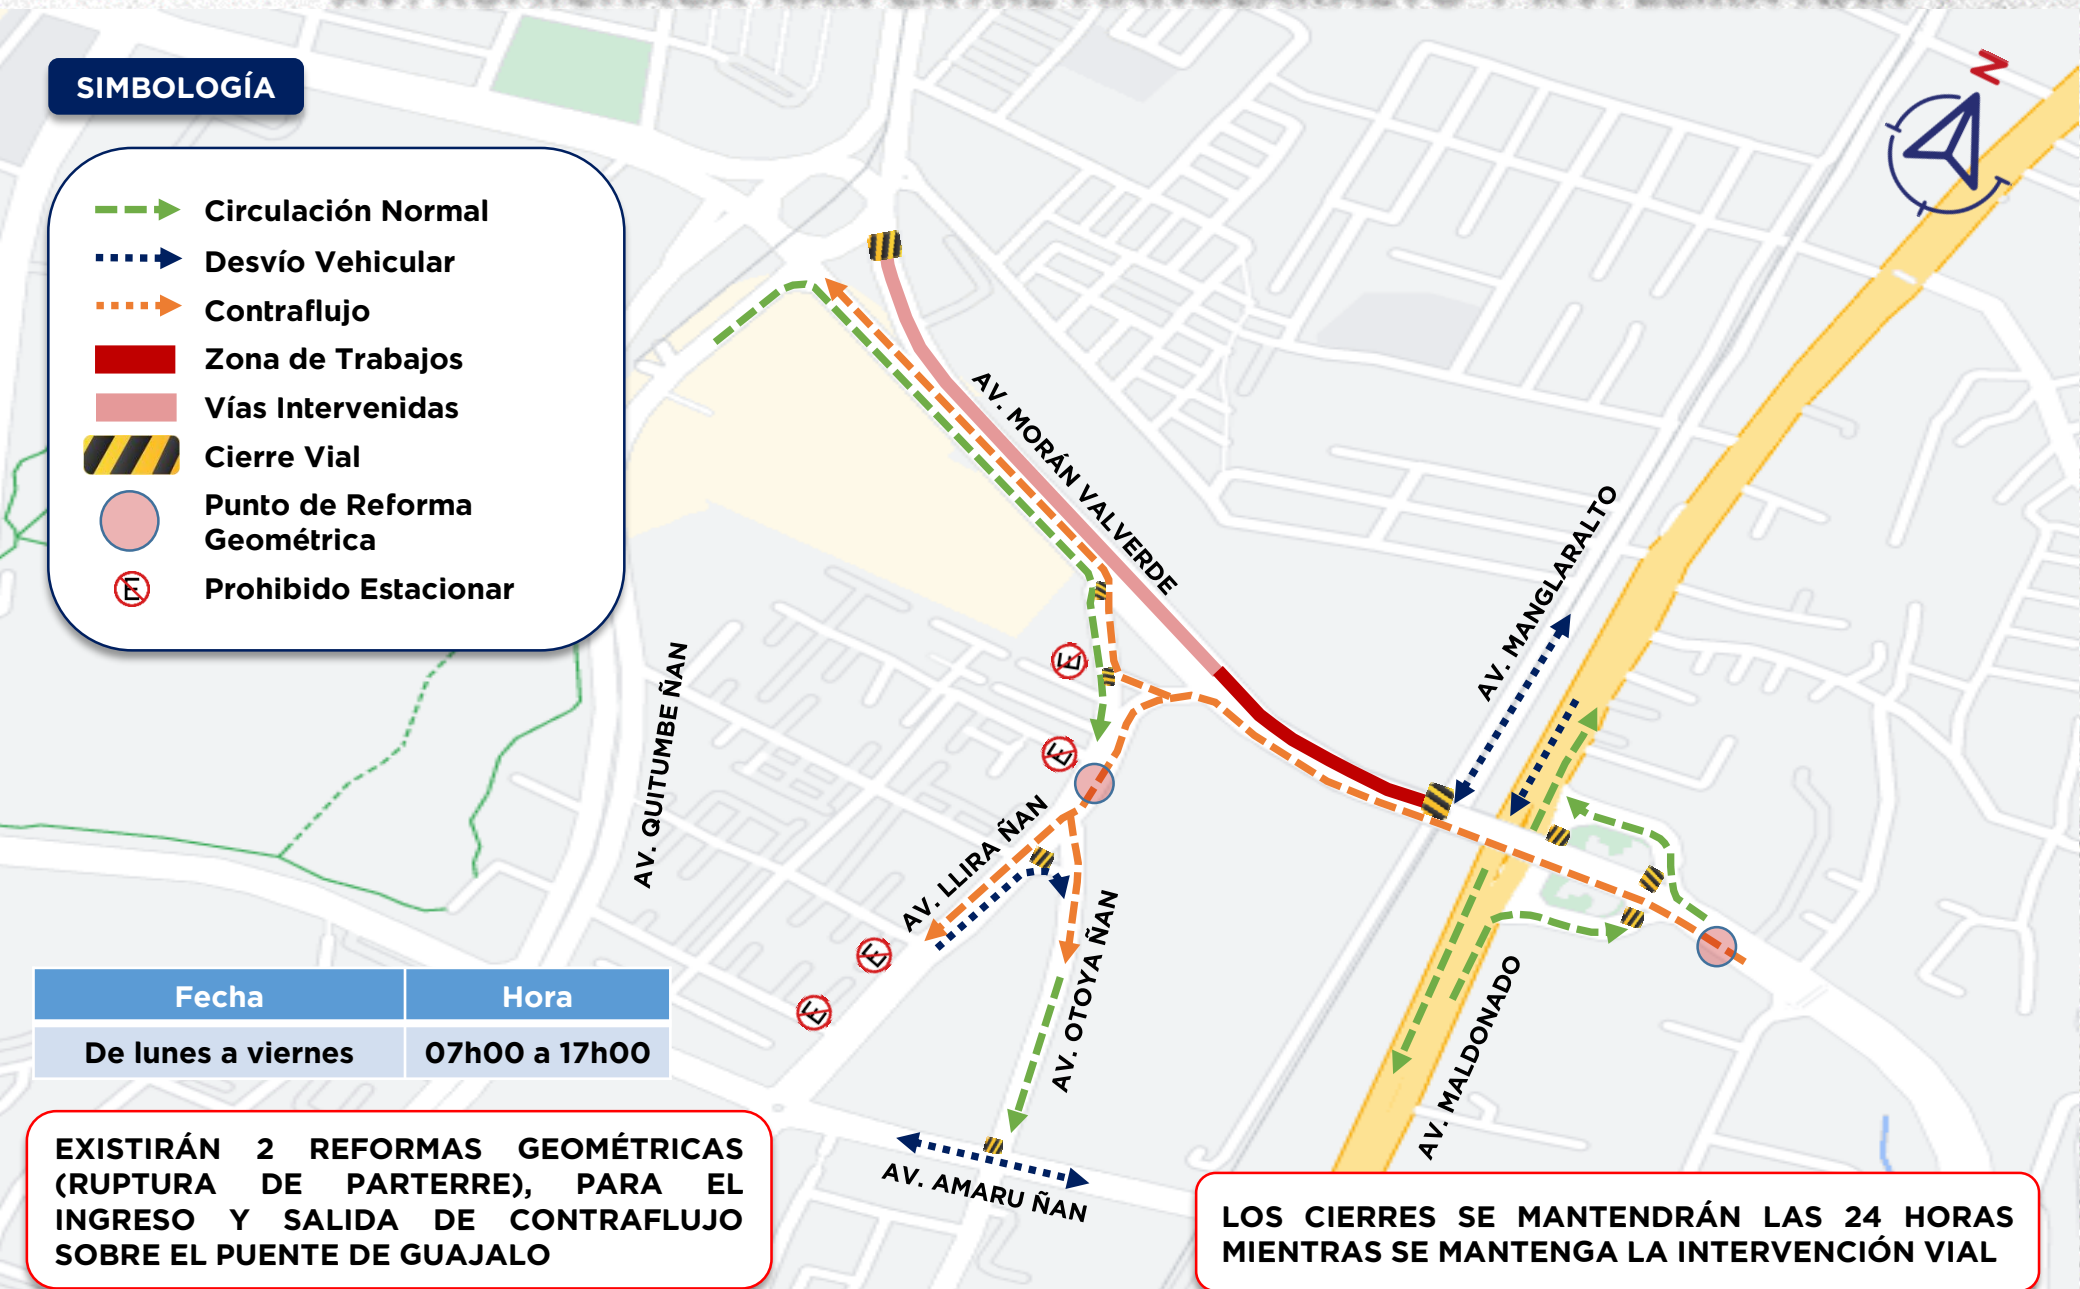 SIMBOLOGÍA
N
Circulación Normal
Desvío Vehicular
Contraflujo
Zona de Trabajos
Vías Intervenidas
Cierre Vial
Punto de Reforma
Geométrica
E
Prohibido Estacionar
AV. MORÁN VALVERDE
AV. MANGLARALTO
AV. QUITUMBE ÑAN
E
E
AV. LLIRA ÑAN
E
E
AV. OTOYA ÑAN
AV. MALDONADO
AV. AMARU ÑAN
Fecha Hora
De lunes a viernes 07h00 a 17h00
EXISTIRÁN 2 REFORMAS GEOMÉTRICAS
(RUPTURA DE PARTERRE), PARA EL
INGRESO Y SALIDA DE CONTRAFLUJO
SOBRE EL PUENTE DE GUAJALO
LOS CIERRES SE MANTENDRÁN LAS 24 HORAS
MIENTRAS SE MANTENGA LA INTERVENCIÓN VIAL